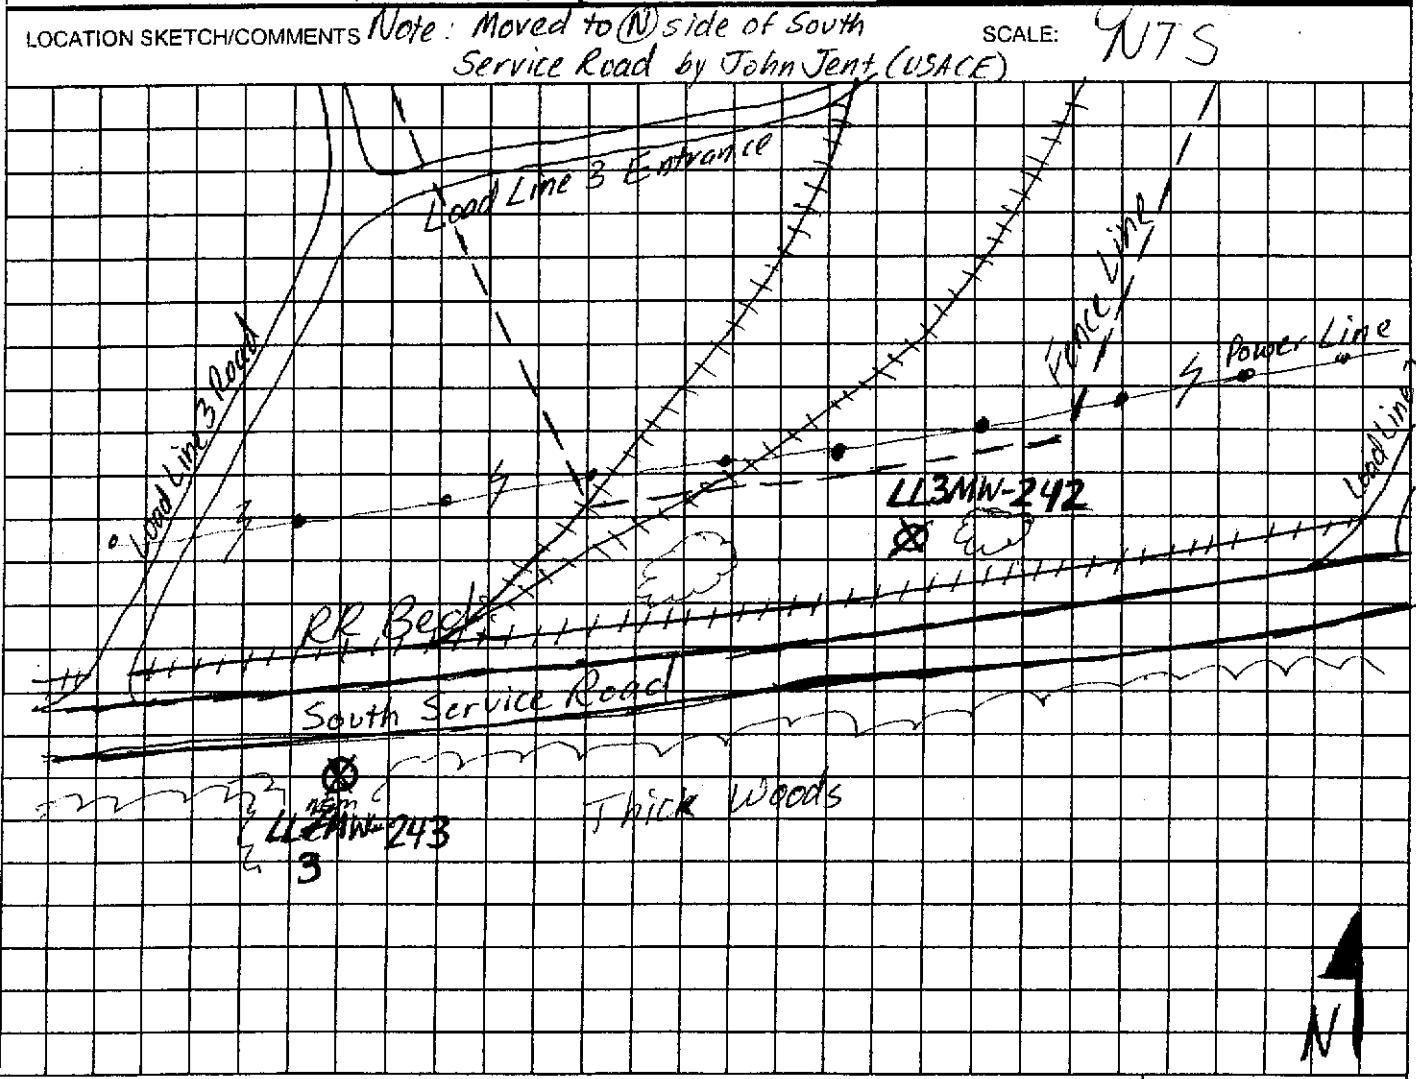 LOCATION SKETCH/COMMENTS Note: Moved to (N) side of South
Service Road by John Jent (USACE)
SCALE: NTS
Load Line 3 Entrance
Load Line 3 Road
Fence Line
Power Line
Load Line
LL3MW-242
RR Bed
South Service Road
Thick Woods
LL2MW-243
3
N